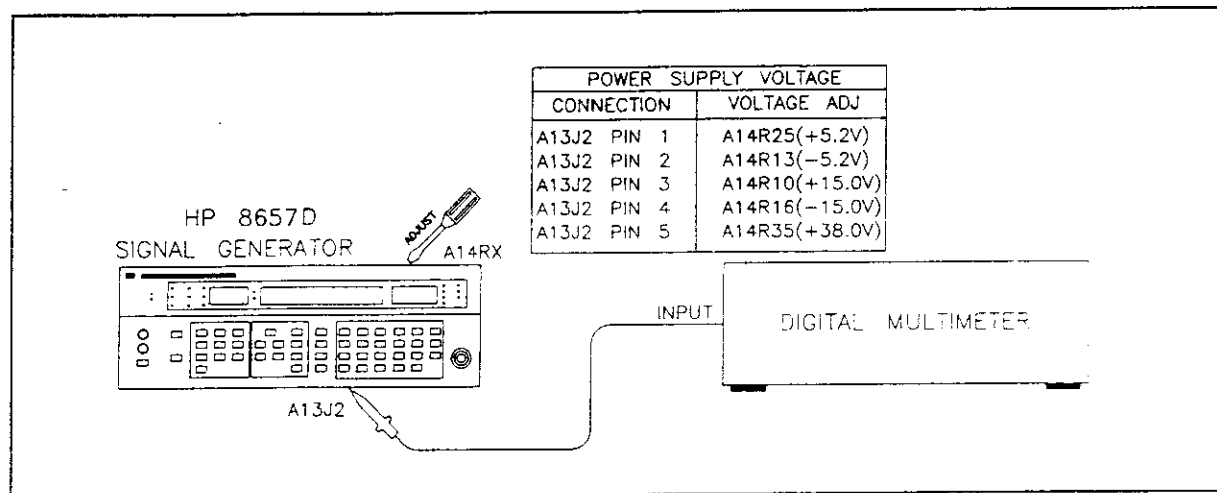 POWER SUPPLY VOLTAGE
CONNECTION VOLTAGE ADJ
A13J2 PIN 1 A14R25(+5.2V)
A13J2 PIN 2 A14R13(−5.2V)
A13J2 PIN 3 A14R10(+15.0V)
A13J2 PIN 4 A14R16(−15.0V)
A13J2 PIN 5 A14R35(+38.0V)
HP 8657D
SIGNAL GENERATOR
ADJUST
A14RX
INPUT
DIGITAL MULTIMETER
A13J2